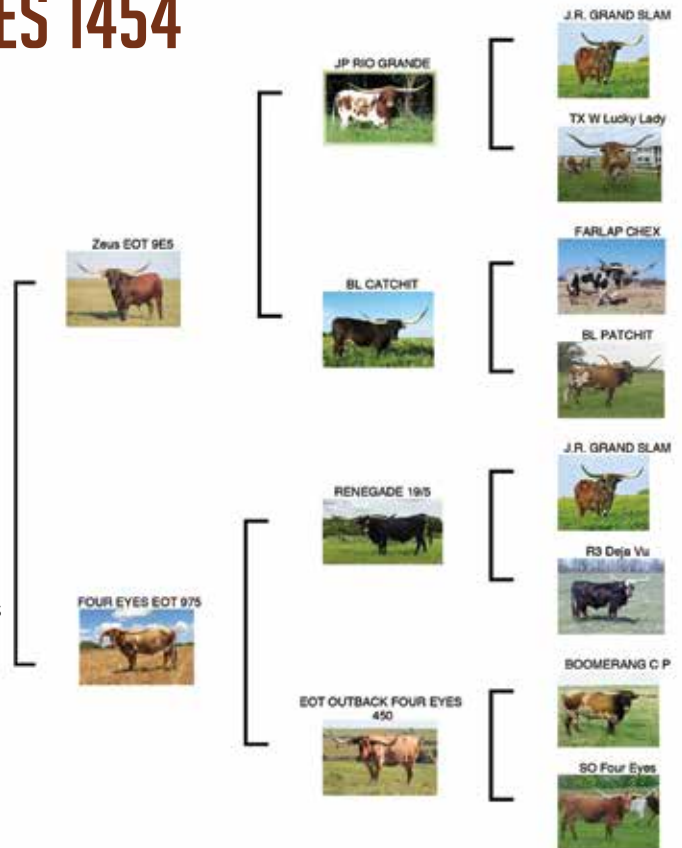 ES 1454
J.R. GRAND SLAM
JP RIO GRANDE
TX W Lucky Lady
Zeus EOT 9E5
FARLAP CHEX
BL CATCHIT
BL PATCHIT
J.R. GRAND SLAM
RENEGADE 19/5
R3 Deja Vu
FOUR EYES EOT 975
s
BOOMERANG C P
EOT OUTBACK FOUR EYES
450
SO Four Eyes